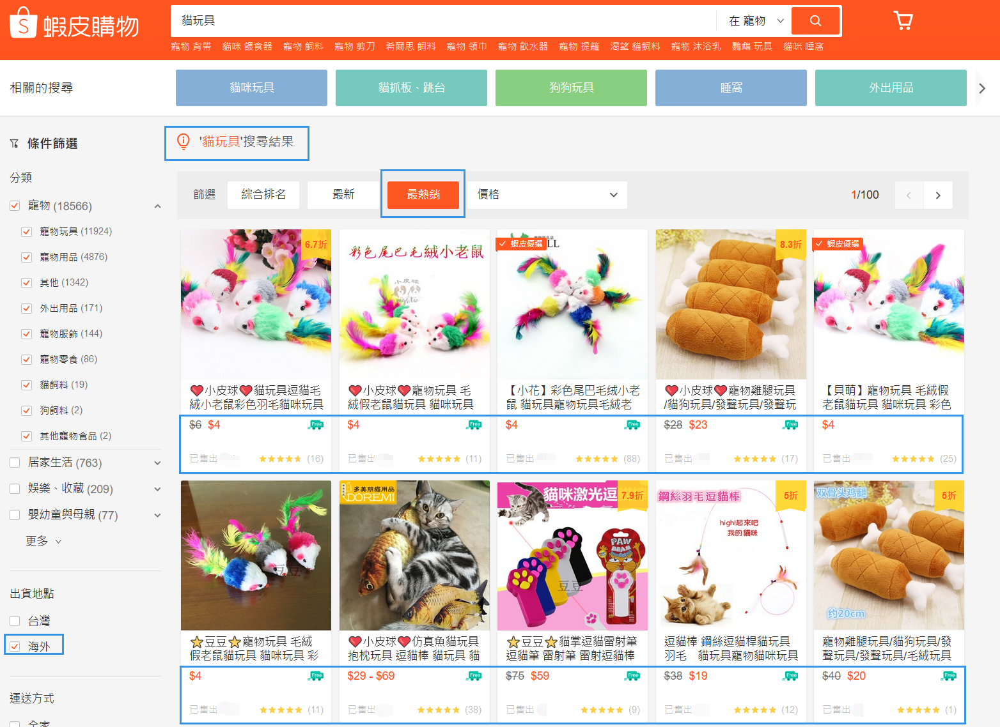 蝦皮購物
貓玩具
在 寵物
寵物 背帶 貓咪 餵食器 寵物 飼料 寵物 剪刀 希爾思 飼料 寵物 領巾 寵物 飲水器 寵物 提籠 渴望 貓飼料 寵物 沐浴乳 鸚鵡 玩具 貓咪 睡窩
相關的搜尋
貓咪玩具
貓抓板、跳台
狗狗玩具
睡窩
外出用品
條件篩選
分類
寵物 (18566)
寵物玩具 (11924)
寵物用品 (4876)
其他 (1342)
外出用品 (171)
寵物服飾 (144)
寵物零食 (86)
貓飼料 (19)
狗飼料 (2)
其他寵物食品 (2)
居家生活 (763)
娛樂、收藏 (209)
嬰幼童與母親 (77)
更多
出貨地點
台灣
海外
運送方式
全家
'貓玩具'搜尋結果
篩選
綜合排名
最新
最熱銷
價格
1/100
6.7折
❤️小皮球❤️貓玩具逗貓毛
絨小老鼠彩色羽毛貓咪玩具
$6 $4
Free
已售出
(16)
彩色尾巴毛絨小老鼠
小皮球
❤️小皮球❤️寵物玩具 毛
絨假老鼠貓玩具 貓咪玩具
$4
Free
已售出
(11)
蝦皮優選
【小花】彩色尾巴毛绒小老
鼠 貓玩具寵物玩具毛絨老
$4
Free
已售出
(88)
8.3折
❤️小皮球❤️寵物雞腿玩具
/貓狗玩具/發聲玩具/發聲玩
$28 $23
Free
已售出
(17)
蝦皮優選
【貝萌】寵物玩具 毛絨假
老鼠貓玩具 貓咪玩具 彩色
$4
已售出
(25)
豆豆
⭐豆豆⭐寵物玩具 毛絨
假老鼠貓玩具 貓咪玩具 彩
$4
Free
已售出
(11)
多美丽猫用品
DOREMI
❤️小皮球❤️仿真魚貓玩具
抱枕玩具 逗貓棒 貓玩具 貓
$29 - $69
Free
已售出
(38)
貓咪激光逗
7.9折
PAW
BEAM
豆豆
⭐豆豆⭐貓掌逗貓雷射筆
逗貓筆 雷射筆 雷射逗貓棒
$75 $59
Free
已售出
(9)
鋼絲羽毛逗貓棒
5折
high!起來吧
我的貓咪
逗貓棒 鋼絲逗貓桿貓玩具
羽毛 貓玩具寵物貓咪玩具
$38 $19
Free
已售出
(12)
双骨头鸡腿
5折
约20cm
寵物雞腿玩具/貓狗玩具/發
聲玩具/發聲玩具/毛絨玩具
$40 $20
Free
已售出
(1)